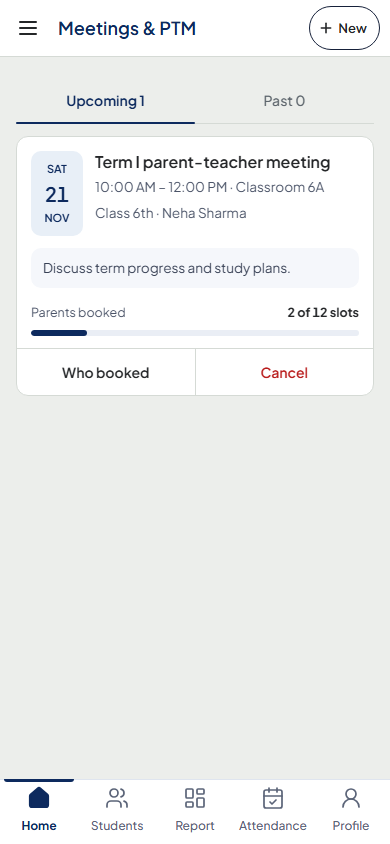 Meetings & PTM
New
Upcoming 1
Past 0
SAT
21
NOV
Term I parent-teacher meeting
10:00 AM – 12:00 PM · Classroom 6A
Class 6th · Neha Sharma
Discuss term progress and study plans.
Parents booked
2 of 12 slots
Who booked
Cancel
Home
Students
Report
Attendance
Profile